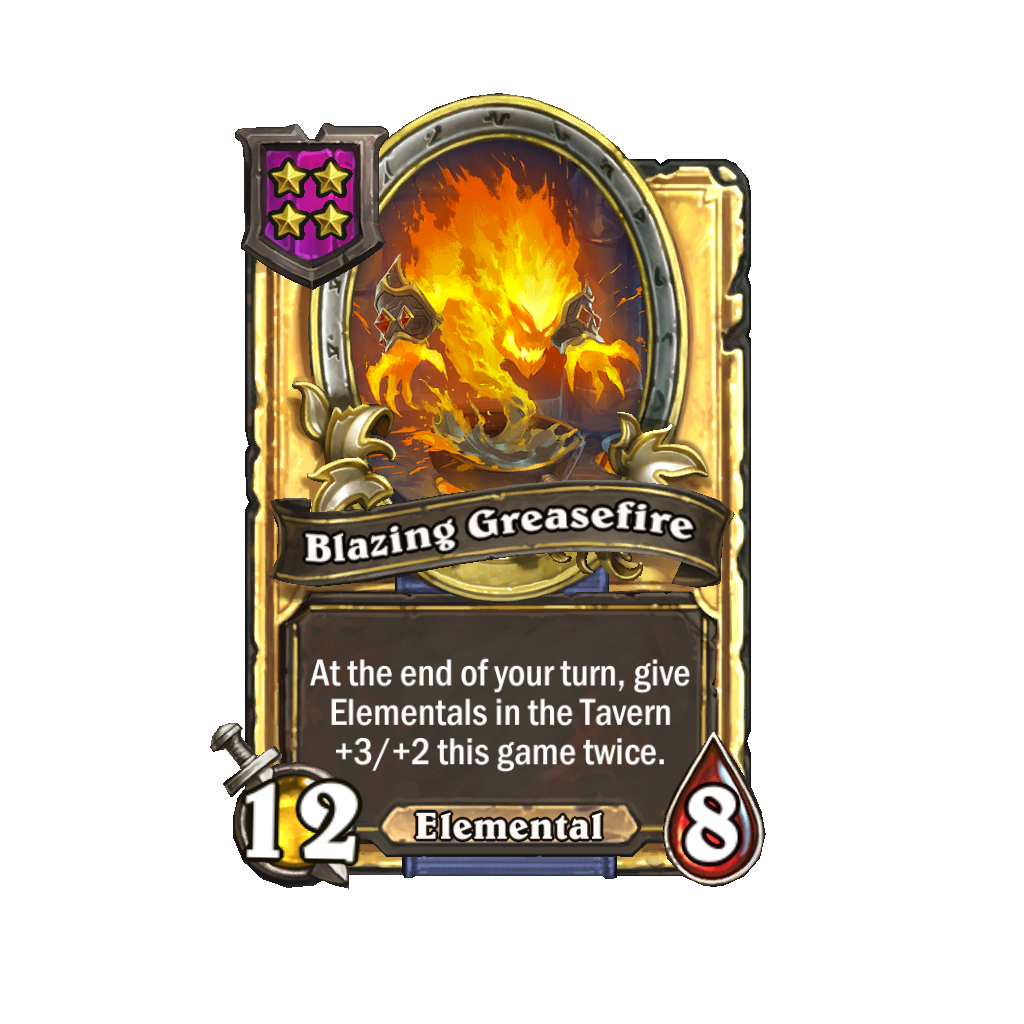 Blazing Greasefire
At the end of your turn, give
Elementals in the Tavern
+3/+2 this game twice.
12
Elemental
8